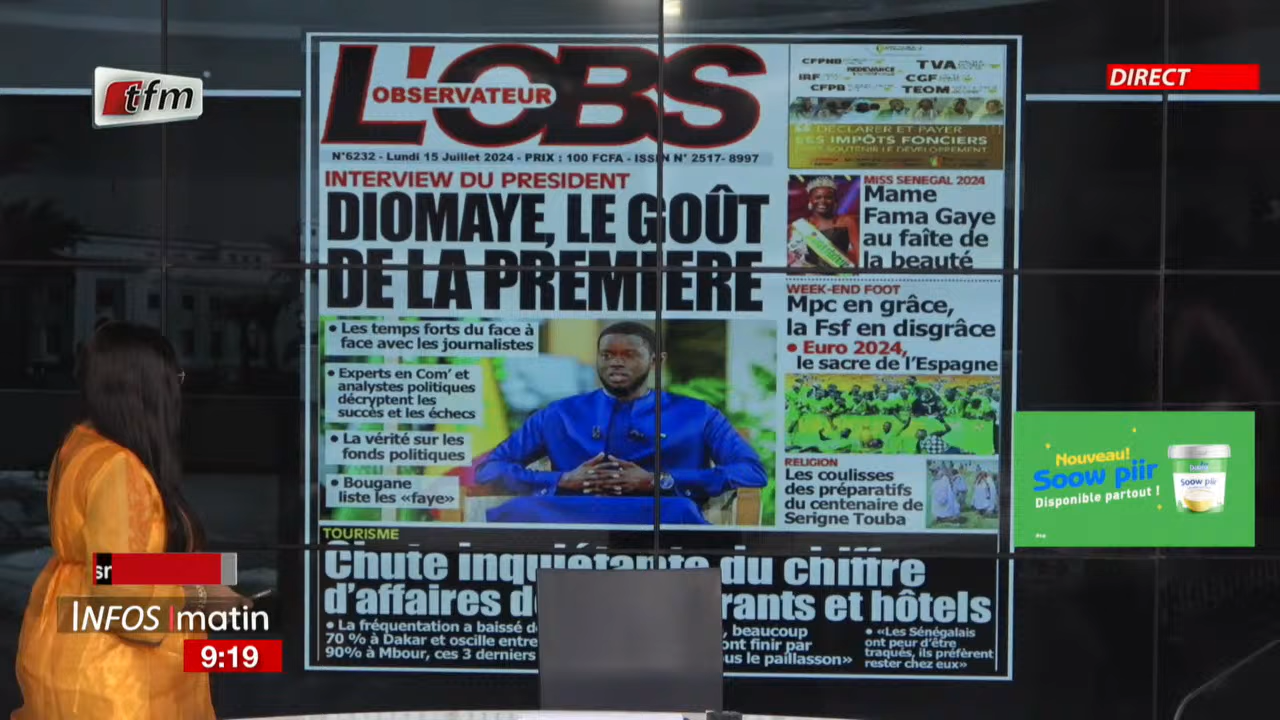 tfm
DIRECT
L'OBS
L'OBSERVATEUR
N°6232 - Lundi 15 Juillet 2024 - PRIX : 100 FCFA - ISSN N° 2517- 8997
INTERVIEW DU PRESIDENT
DIOMAYE, LE GOÛT
DE LA PREMIERE
• Les temps forts du face à
face avec les journalistes
• Experts en Com' et
analystes politiques
décryptent les
succès et les échecs
• La vérité sur les
fonds politiques
• Bougane
liste les «faye»
CFPNB
REDEVANCE
TVA
IRF
CGF
CFPB
TEOM
DECLARER ET PAYER
LES IMPÔTS FONCIERS
MISS SENEGAL 2024
Mame
Fama Gaye
au faîte de
la beauté
WEEK-END FOOT
Mpc en grâce,
la Fsf en disgrâce
• Euro 2024,
le sacre de l'Espagne
RELIGION
Les coulisses
des préparatifs
du centenaire de
Serigne Touba
TOURISME
Chute inquiétante du chiffre
d'affaires d rants et hôtels
• La fréquentation a baissé d
70 % à Dakar et oscille entre
90% à Mbour, ces 3 derniers
, beaucoup
ont finir par
us le paillasson»
• «Les Sénégalais
ont peur d'être
traqués, ils préfèrent
rester chez eux»
Nouveau!
Soow piir
Disponible partout !
Soow piir
sr
INFOS matin
9:19